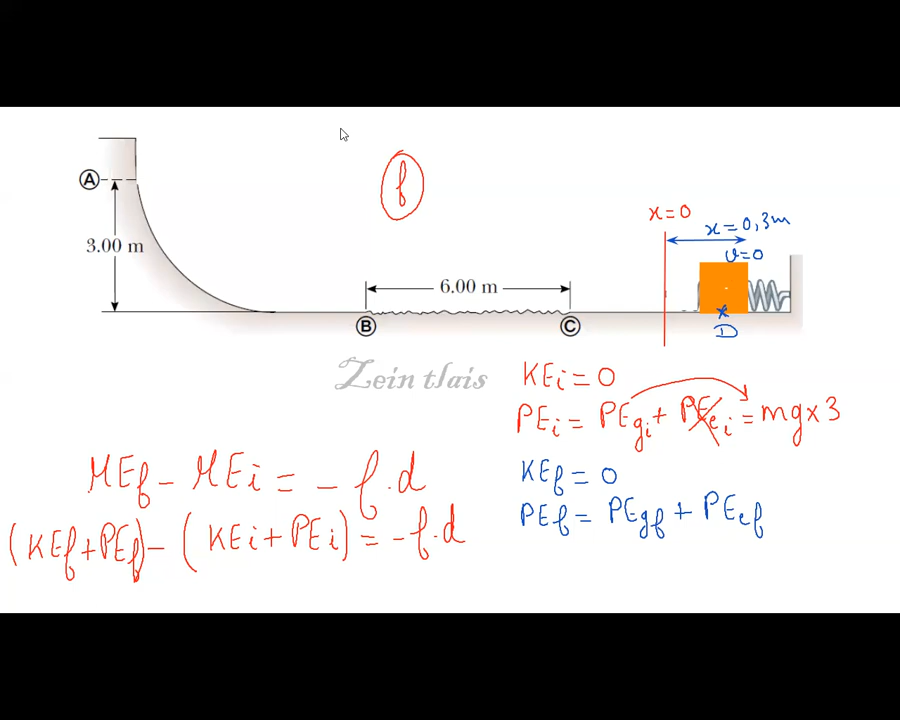 f
x=0
x=0,3m
v=0
A
3.00 m
6.00 m
B
C
D
Zein tlais
KEi = 0
PEi = PEgi + PEei = mg×3
KEf = 0
PEf = PEgf + PEef
MEf - MEi = - f.d
(KEf+PEf) - (KEi+PEi) = -f.d